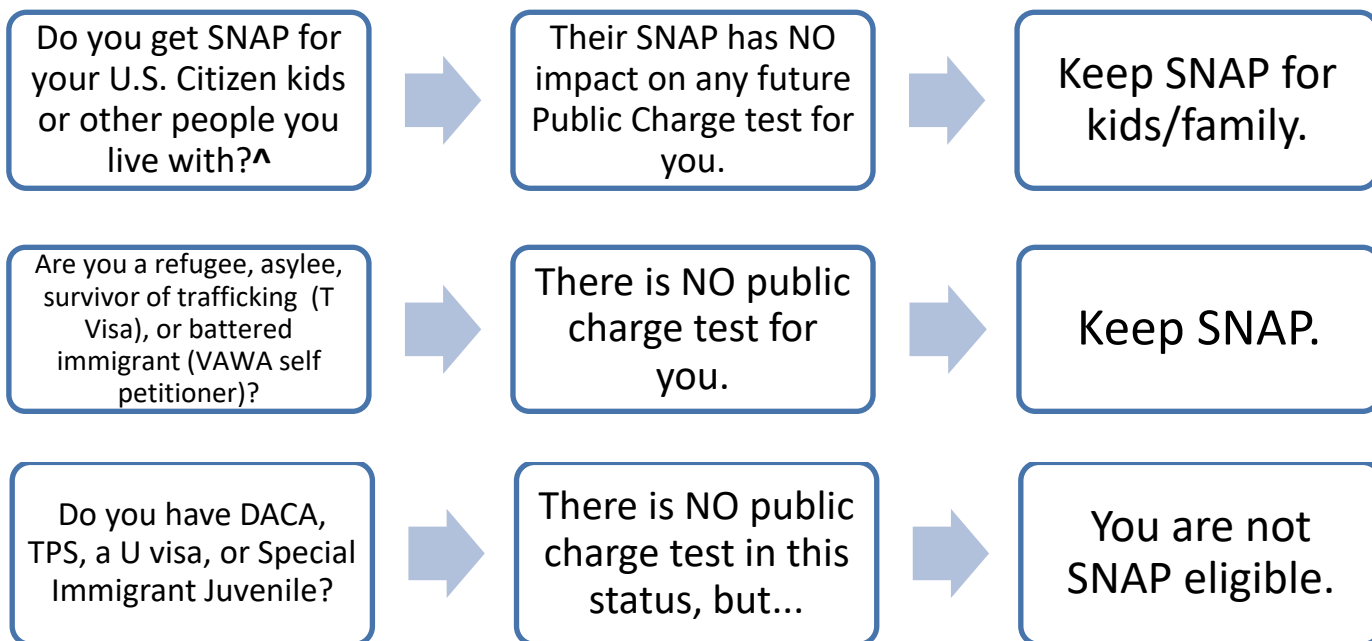 Do you get SNAP for
your U.S. Citizen kids
or other people you
live with?^
Their SNAP has NO
impact on any future
Public Charge test for
you.
Keep SNAP for
kids/family.
Are you a refugee, asylee,
survivor of trafficking (T
Visa), or battered
immigrant (VAWA self
petitioner)?
There is NO public
charge test for
you.
Keep SNAP.
Do you have DACA,
TPS, a U visa, or Special
Immigrant Juvenile?
There is NO public
charge test in this
status, but...
You are not
SNAP eligible.